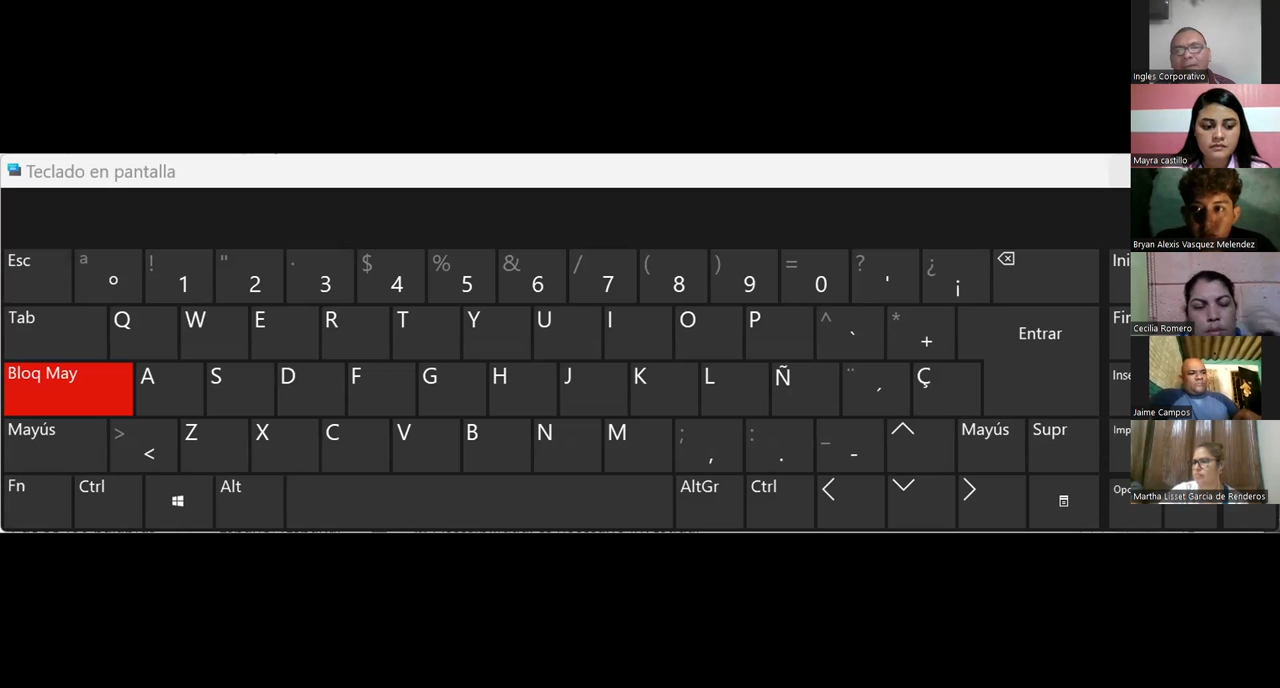 Teclado en pantalla
Esc ª º ! 1 " 2 · 3 $ 4 % 5 & 6 / 7 ( 8 ) 9 = 0 ? ' ¿ ¡ Ini
Tab Q W E R T Y U I O P ^ ` * + Entrar Fin
Bloq May A S D F G H J K L Ñ ¨ ´ Ç Inse
Mayús > < Z X C V B N M ; , : . _ - Mayús Supr Imp
Fn Ctrl Alt AltGr Ctrl Opc
Ingles Corporativo
Mayra castillo
Bryan Alexis Vasquez Melendez
Cecilia Romero
Jaime Campos
Martha Lisset Garcia de Renderos